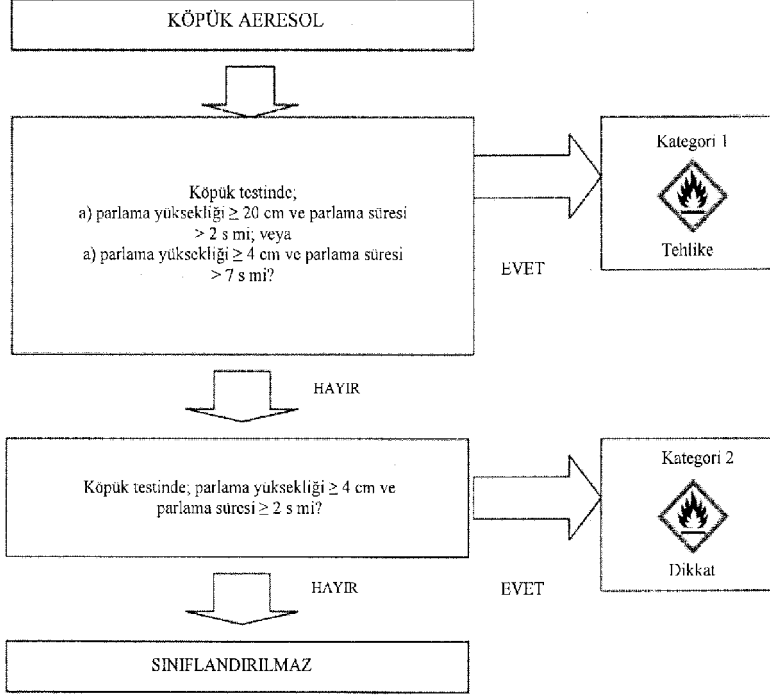 KÖPÜK AERESOL
Köpük testinde;
a) parlama yüksekliği ≥ 20 cm ve parlama süresi
> 2 s mi; veya
a) parlama yüksekliği ≥ 4 cm ve parlama süresi
> 7 s mi?
Kategori 1
Tehlike
EVET
HAYIR
Köpük testinde; parlama yüksekliği ≥ 4 cm ve
parlama süresi ≥ 2 s mi?
Kategori 2
Dikkat
HAYIR
EVET
SINIFLANDIRILMAZ